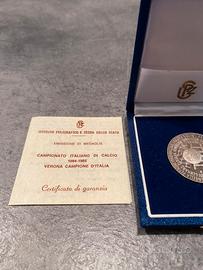 ISTITUTO POLIGRAFICO E ZECCA DELLO STATO
EMISSIONE DI MEDAGLIE
CAMPIONATO ITALIANO DI CALCIO
1984-1985
VERONA CAMPIONE D'ITALIA
Certificato di garanzia